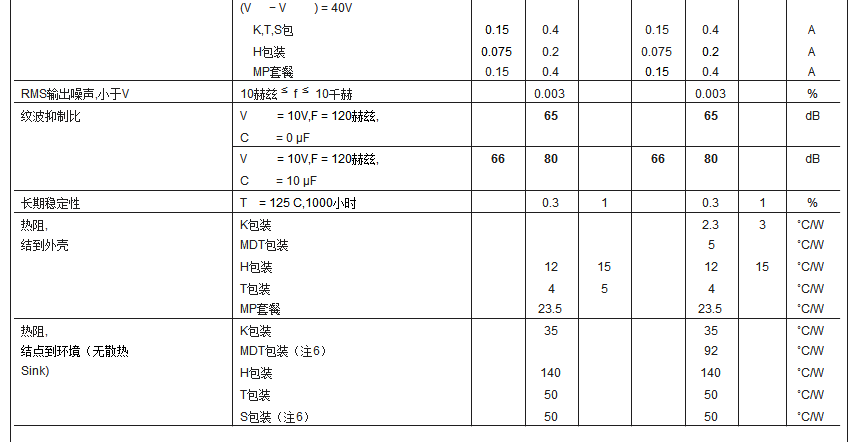 (V − V ) = 40V
K,T,S包 0.15 0.4 0.15 0.4 A
H包装 0.075 0.2 0.075 0.2 A
MP套餐 0.15 0.4 0.15 0.4 A
RMS输出噪声,小于V 10赫兹 ≤ f ≤ 10千赫 0.003 0.003 %
纹波抑制比 V = 10V,F = 120赫兹, 65 65 dB
C = 0 μF
V = 10V,F = 120赫兹, 66 80 66 80 dB
C = 10 μF
长期稳定性 T = 125 C,1000小时 0.3 1 0.3 1 %
热阻, K包装 2.3 3 °C/W
结到外壳 MDT包装 5 °C/W
H包装 12 15 12 15 °C/W
T包装 4 5 4 °C/W
MP套餐 23.5 23.5 °C/W
热阻, K包装 35 35 °C/W
结点到环境（无散热 MDT包装（注6） 92 °C/W
Sink) H包装 140 140 °C/W
T包装 50 50 °C/W
S包装（注6） 50 50 °C/W